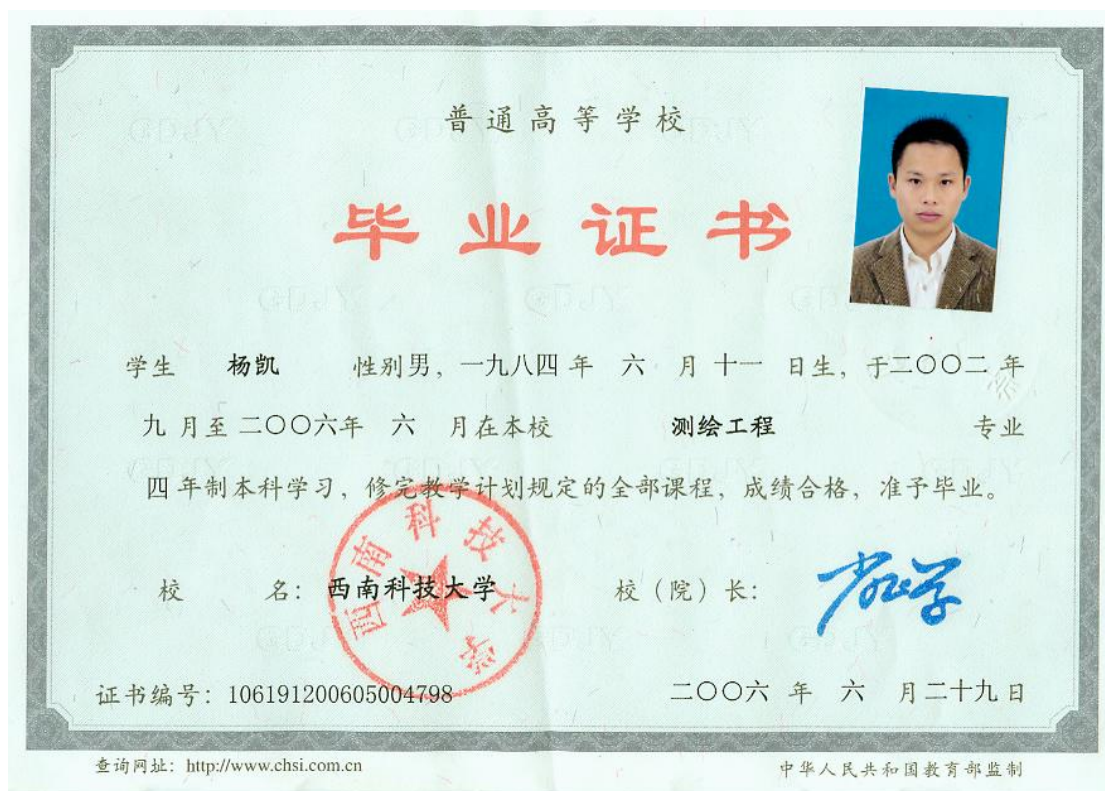 普通高等学校
毕业证书
学生 杨凯 性别男，一九八四年 六 月十一 日生，于二〇〇二年
九月至二〇〇六年 六 月在本校 测绘工程 专业
四年制本科学习，修完教学计划规定的全部课程，成绩合格，准予毕业。
校 名：西南科技大学 校（院）长：
西南科技大学
证书编号：106191200605004798 二〇〇六年 六 月二十九日
查询网址：http://www.chsi.com.cn 中华人民共和国教育部监制